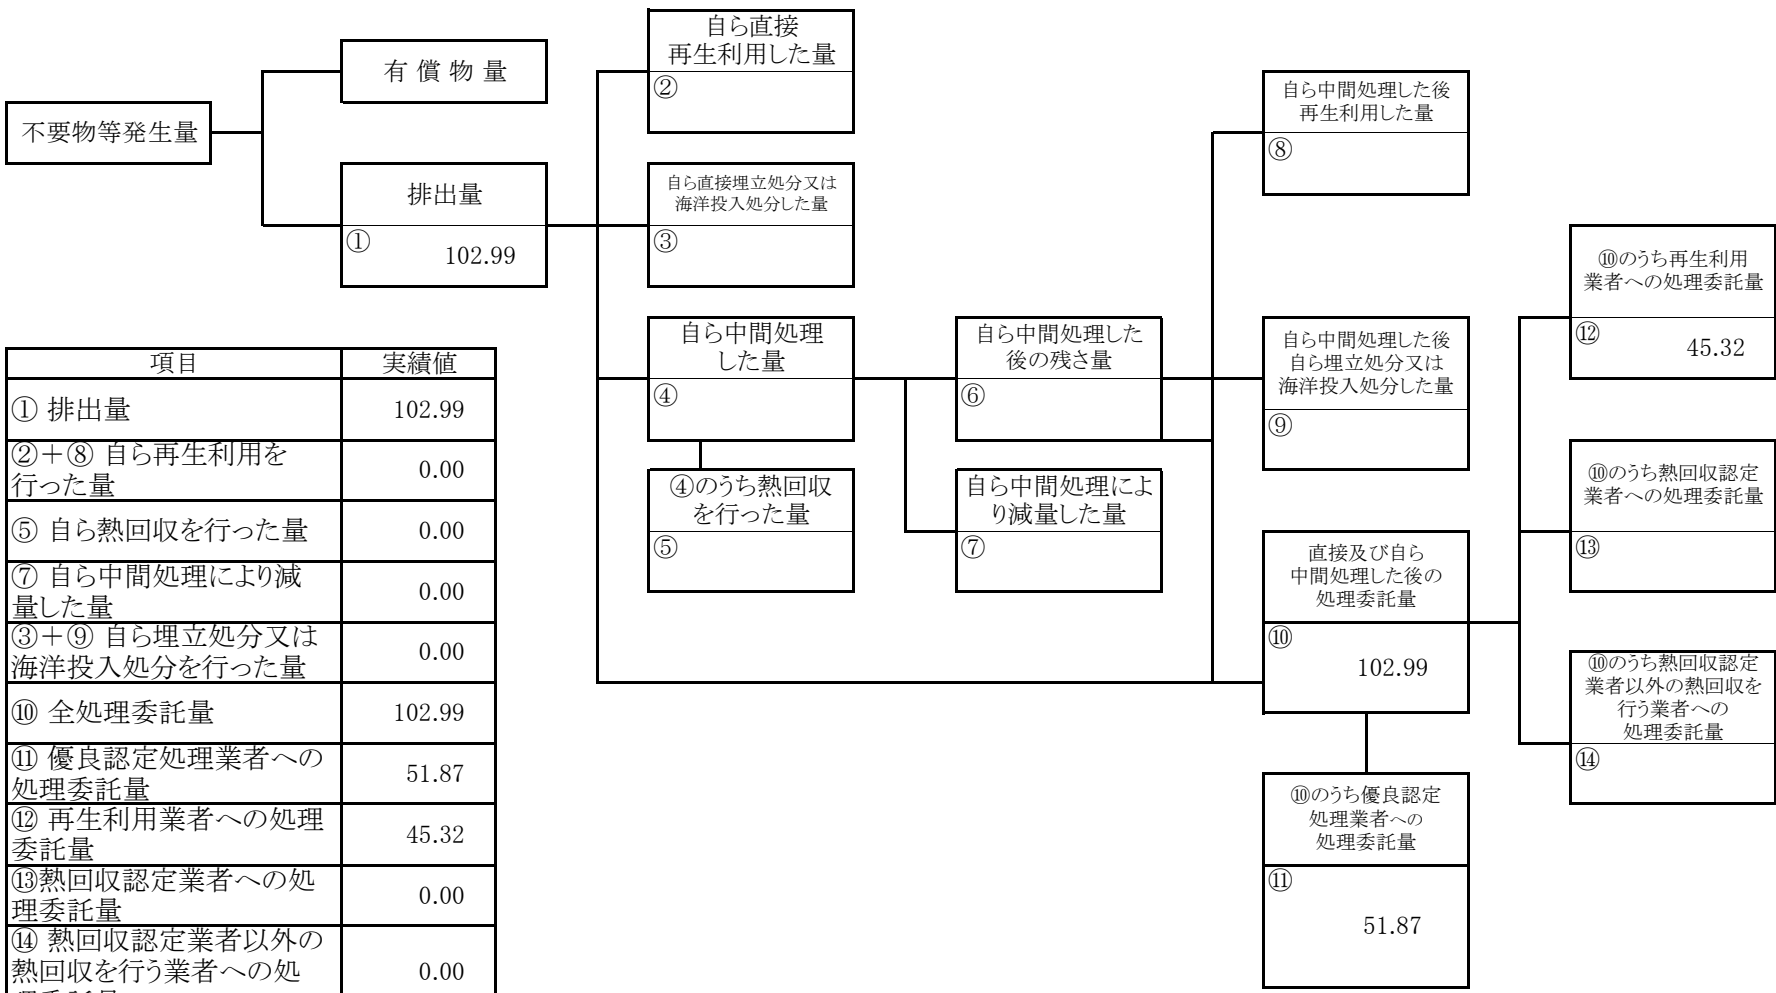 不要物等発生量
有 償 物 量
排出量
①
102.99
自ら直接
再生利用した量
②
自ら直接埋立処分又は
海洋投入処分した量
③
自ら中間処理
した量
④
④のうち熱回収
を行った量
⑤
自ら中間処理した
後の残さ量
⑥
自ら中間処理によ
り減量した量
⑦
自ら中間処理した後
再生利用した量
⑧
自ら中間処理した後
自ら埋立処分又は
海洋投入処分した量
⑨
直接及び自ら
中間処理した後の
処理委託量
⑩
102.99
⑩のうち優良認定
処理業者への
処理委託量
⑪
51.87
⑩のうち再生利用
業者への処理委託量
⑫
45.32
⑩のうち熱回収認定
業者への処理委託量
⑬
⑩のうち熱回収認定
業者以外の熱回収を
行う業者への
処理委託量
⑭
項目 実績値
① 排出量 102.99
②＋⑧ 自ら再生利用を
行った量 0.00
⑤ 自ら熱回収を行った量 0.00
⑦ 自ら中間処理により減
量した量 0.00
③＋⑨ 自ら埋立処分又は
海洋投入処分を行った量 0.00
⑩ 全処理委託量 102.99
⑪ 優良認定処理業者への
処理委託量 51.87
⑫ 再生利用業者への処理
委託量 45.32
⑬熱回収認定業者への処
理委託量 0.00
⑭ 熱回収認定業者以外の
熱回収を行う業者への処 0.00